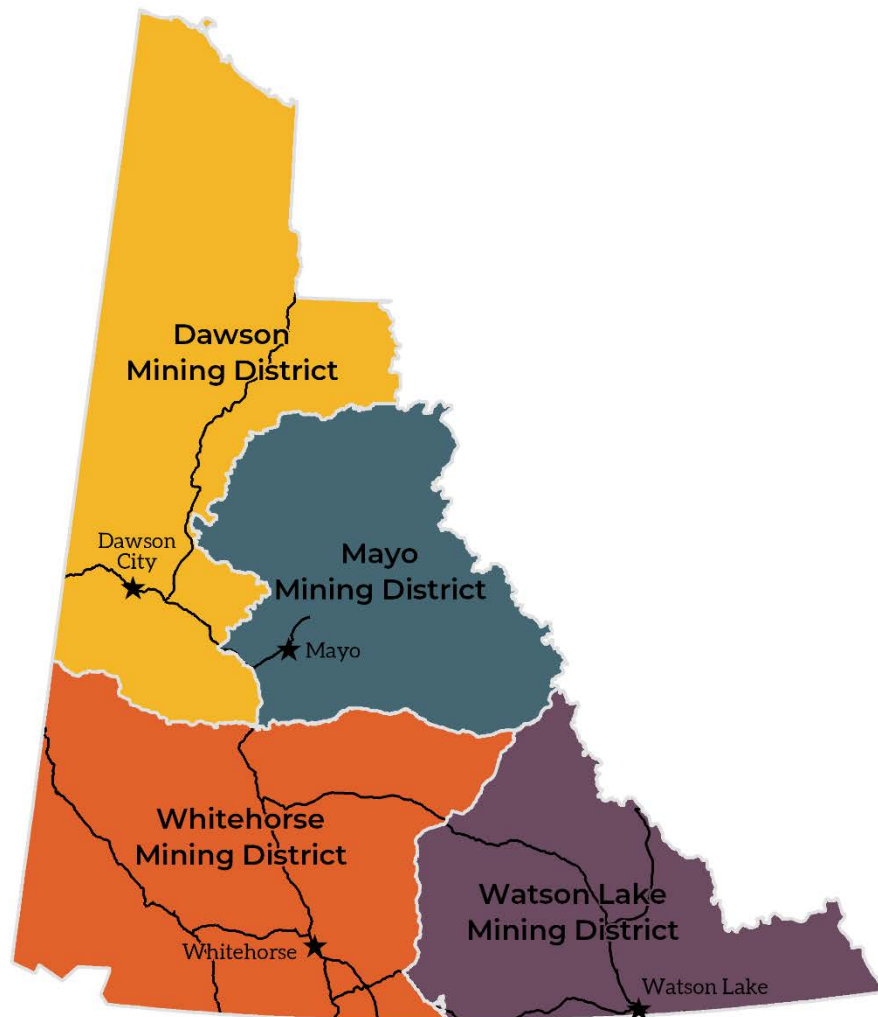 Dawson
Mining District
Dawson
City
Mayo
Mining District
Mayo
Whitehorse
Mining District
Watson Lake
Mining District
Whitehorse
Watson Lake